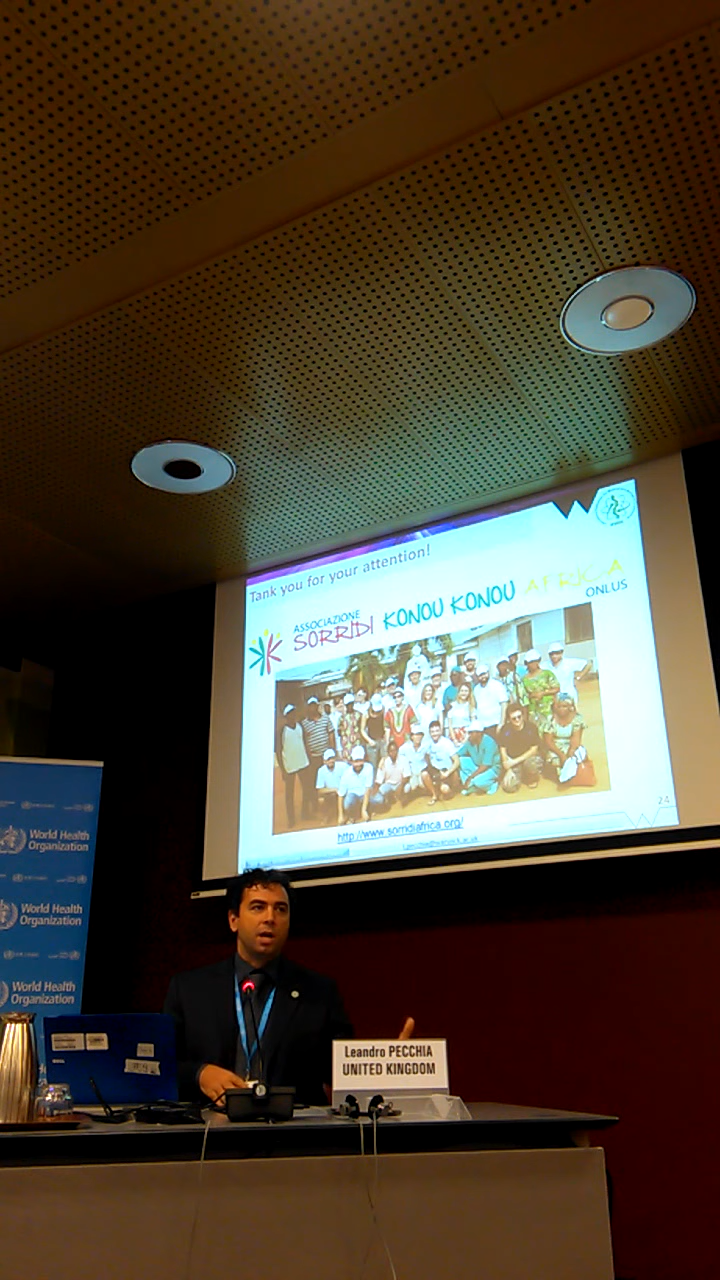 Tank you for your attention!
ASSOCIAZIONE
SORRIDI KONOU KONOU AFRICA
ONLUS
http://www.sorridiafrica.org/
24
World Health
Organization
World Health
Organization
World Health
Organization
Leandro PECCHIA
UNITED KINGDOM